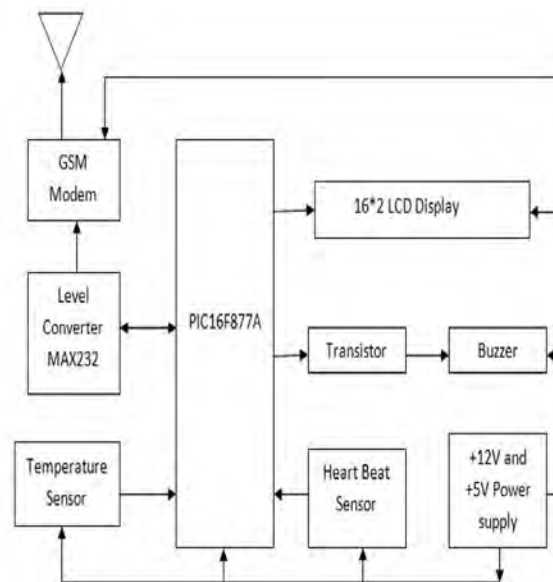 GSM
Modem
16*2 LCD Display
Level
Converter
MAX232
PIC16F877A
Transistor
Buzzer
Temperature
Sensor
Heart Beat
Sensor
+12V and
+5V Power
supply